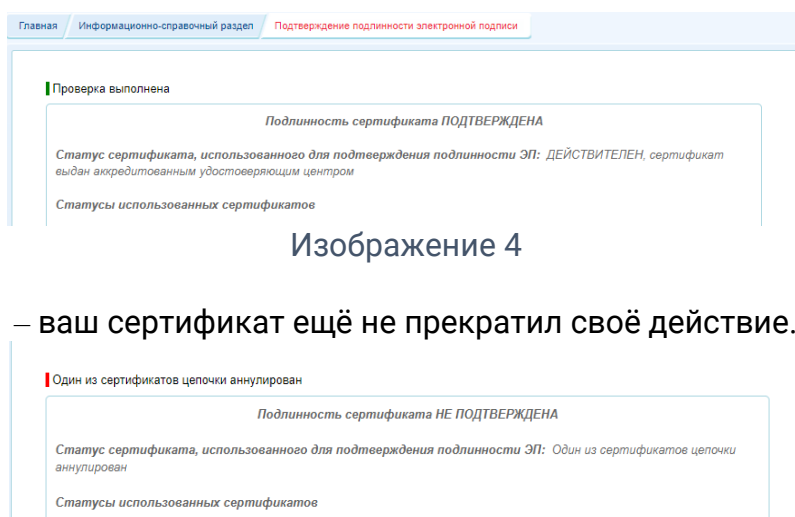 Главная Информационно-справочный раздел Подтверждение подлинности электронной подписи
Проверка выполнена
Подлинность сертификата ПОДТВЕРЖДЕНА
Статус сертификата, использованного для подтверждения подлинности ЭП: ДЕЙСТВИТЕЛЕН, сертификат
выдан аккредитованным удостоверяющим центром
Статусы использованных сертификатов
Изображение 4
– ваш сертификат ещё не прекратил своё действие.
Один из сертификатов цепочки аннулирован
Подлинность сертификата НЕ ПОДТВЕРЖДЕНА
Статус сертификата, использованного для подтверждения подлинности ЭП: Один из сертификатов цепочки
аннулирован
Статусы использованных сертификатов